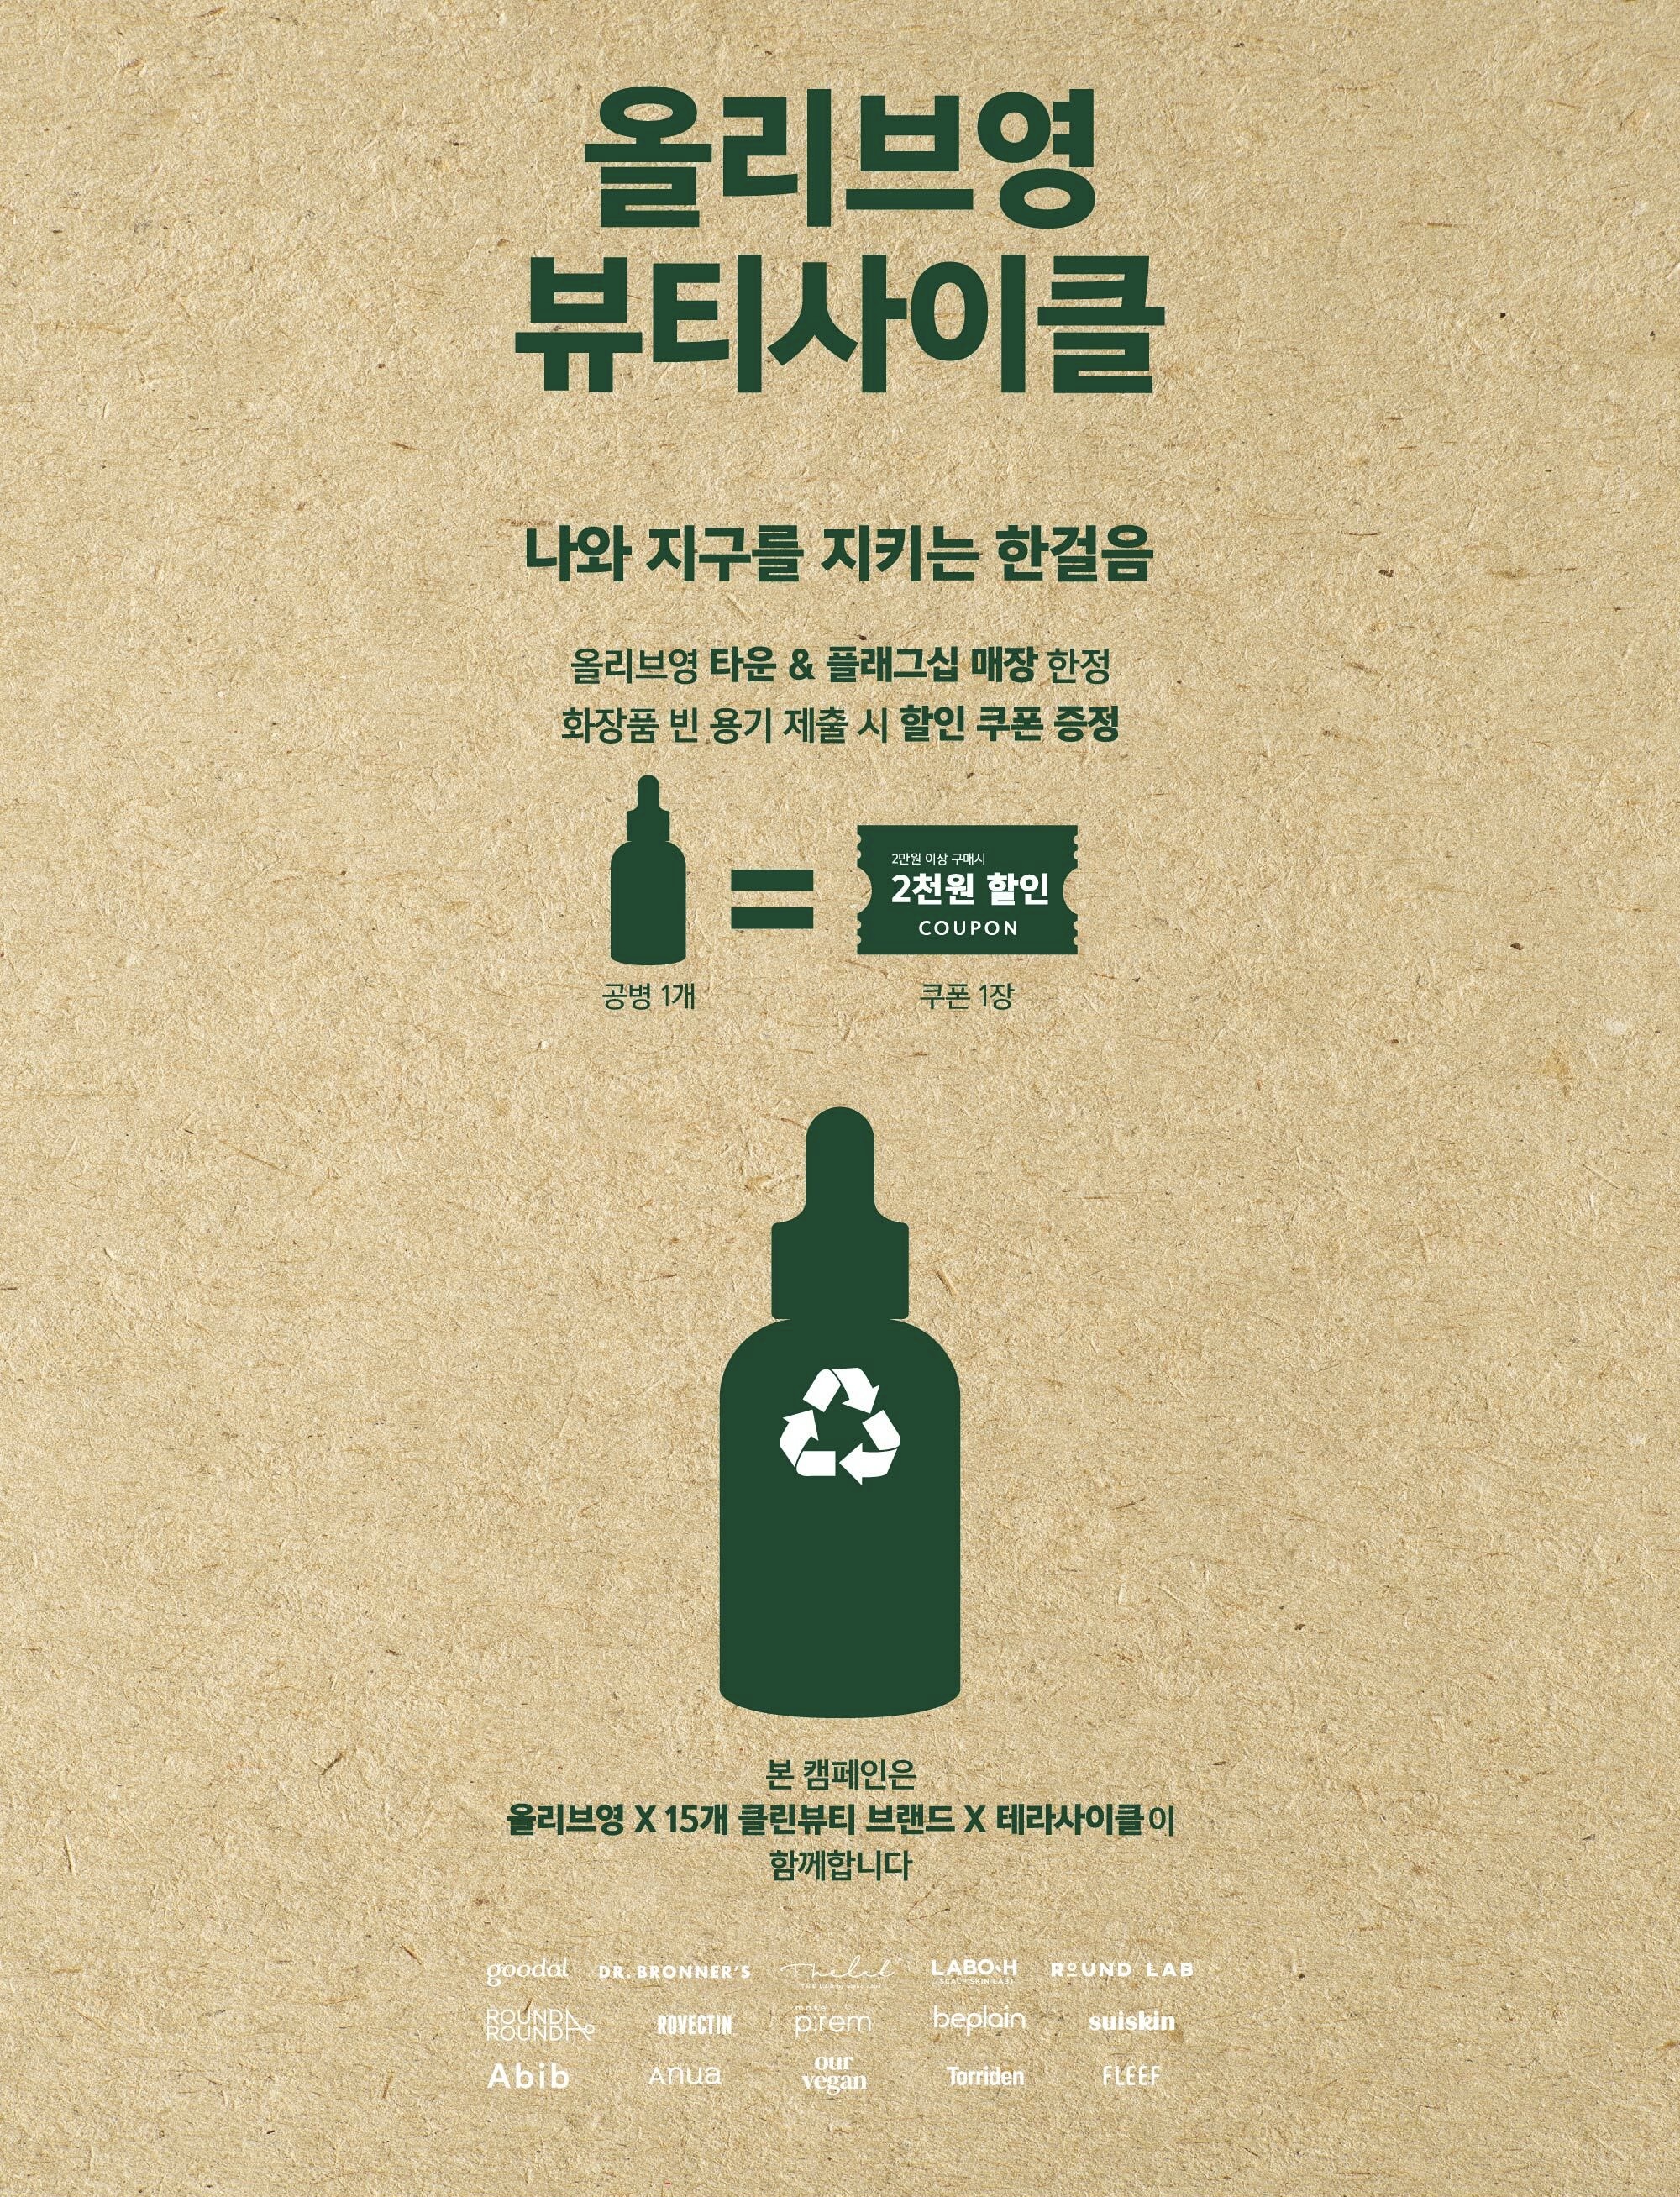 올리브영
뷰티사이클
나와 지구를 지키는 한걸음
올리브영 타운 & 플래그십 매장 한정
화장품 빈 용기 제출 시 할인 쿠폰 증정
2만원 이상 구매시
2천원 할인
COUPON
공병 1개
쿠폰 1장
본 캠페인은
올리브영 X 15개 클린뷰티 브랜드 X 테라사이클이
함께합니다
goodal DR. BRONNER'S Thelal LABO-H ROUND LAB
(SCALP SKIN LAB)
ROUND A
ROUND ROVECTIN make p:rem beplain suiskin
Abib Anua our vegan Torriden FLEEF